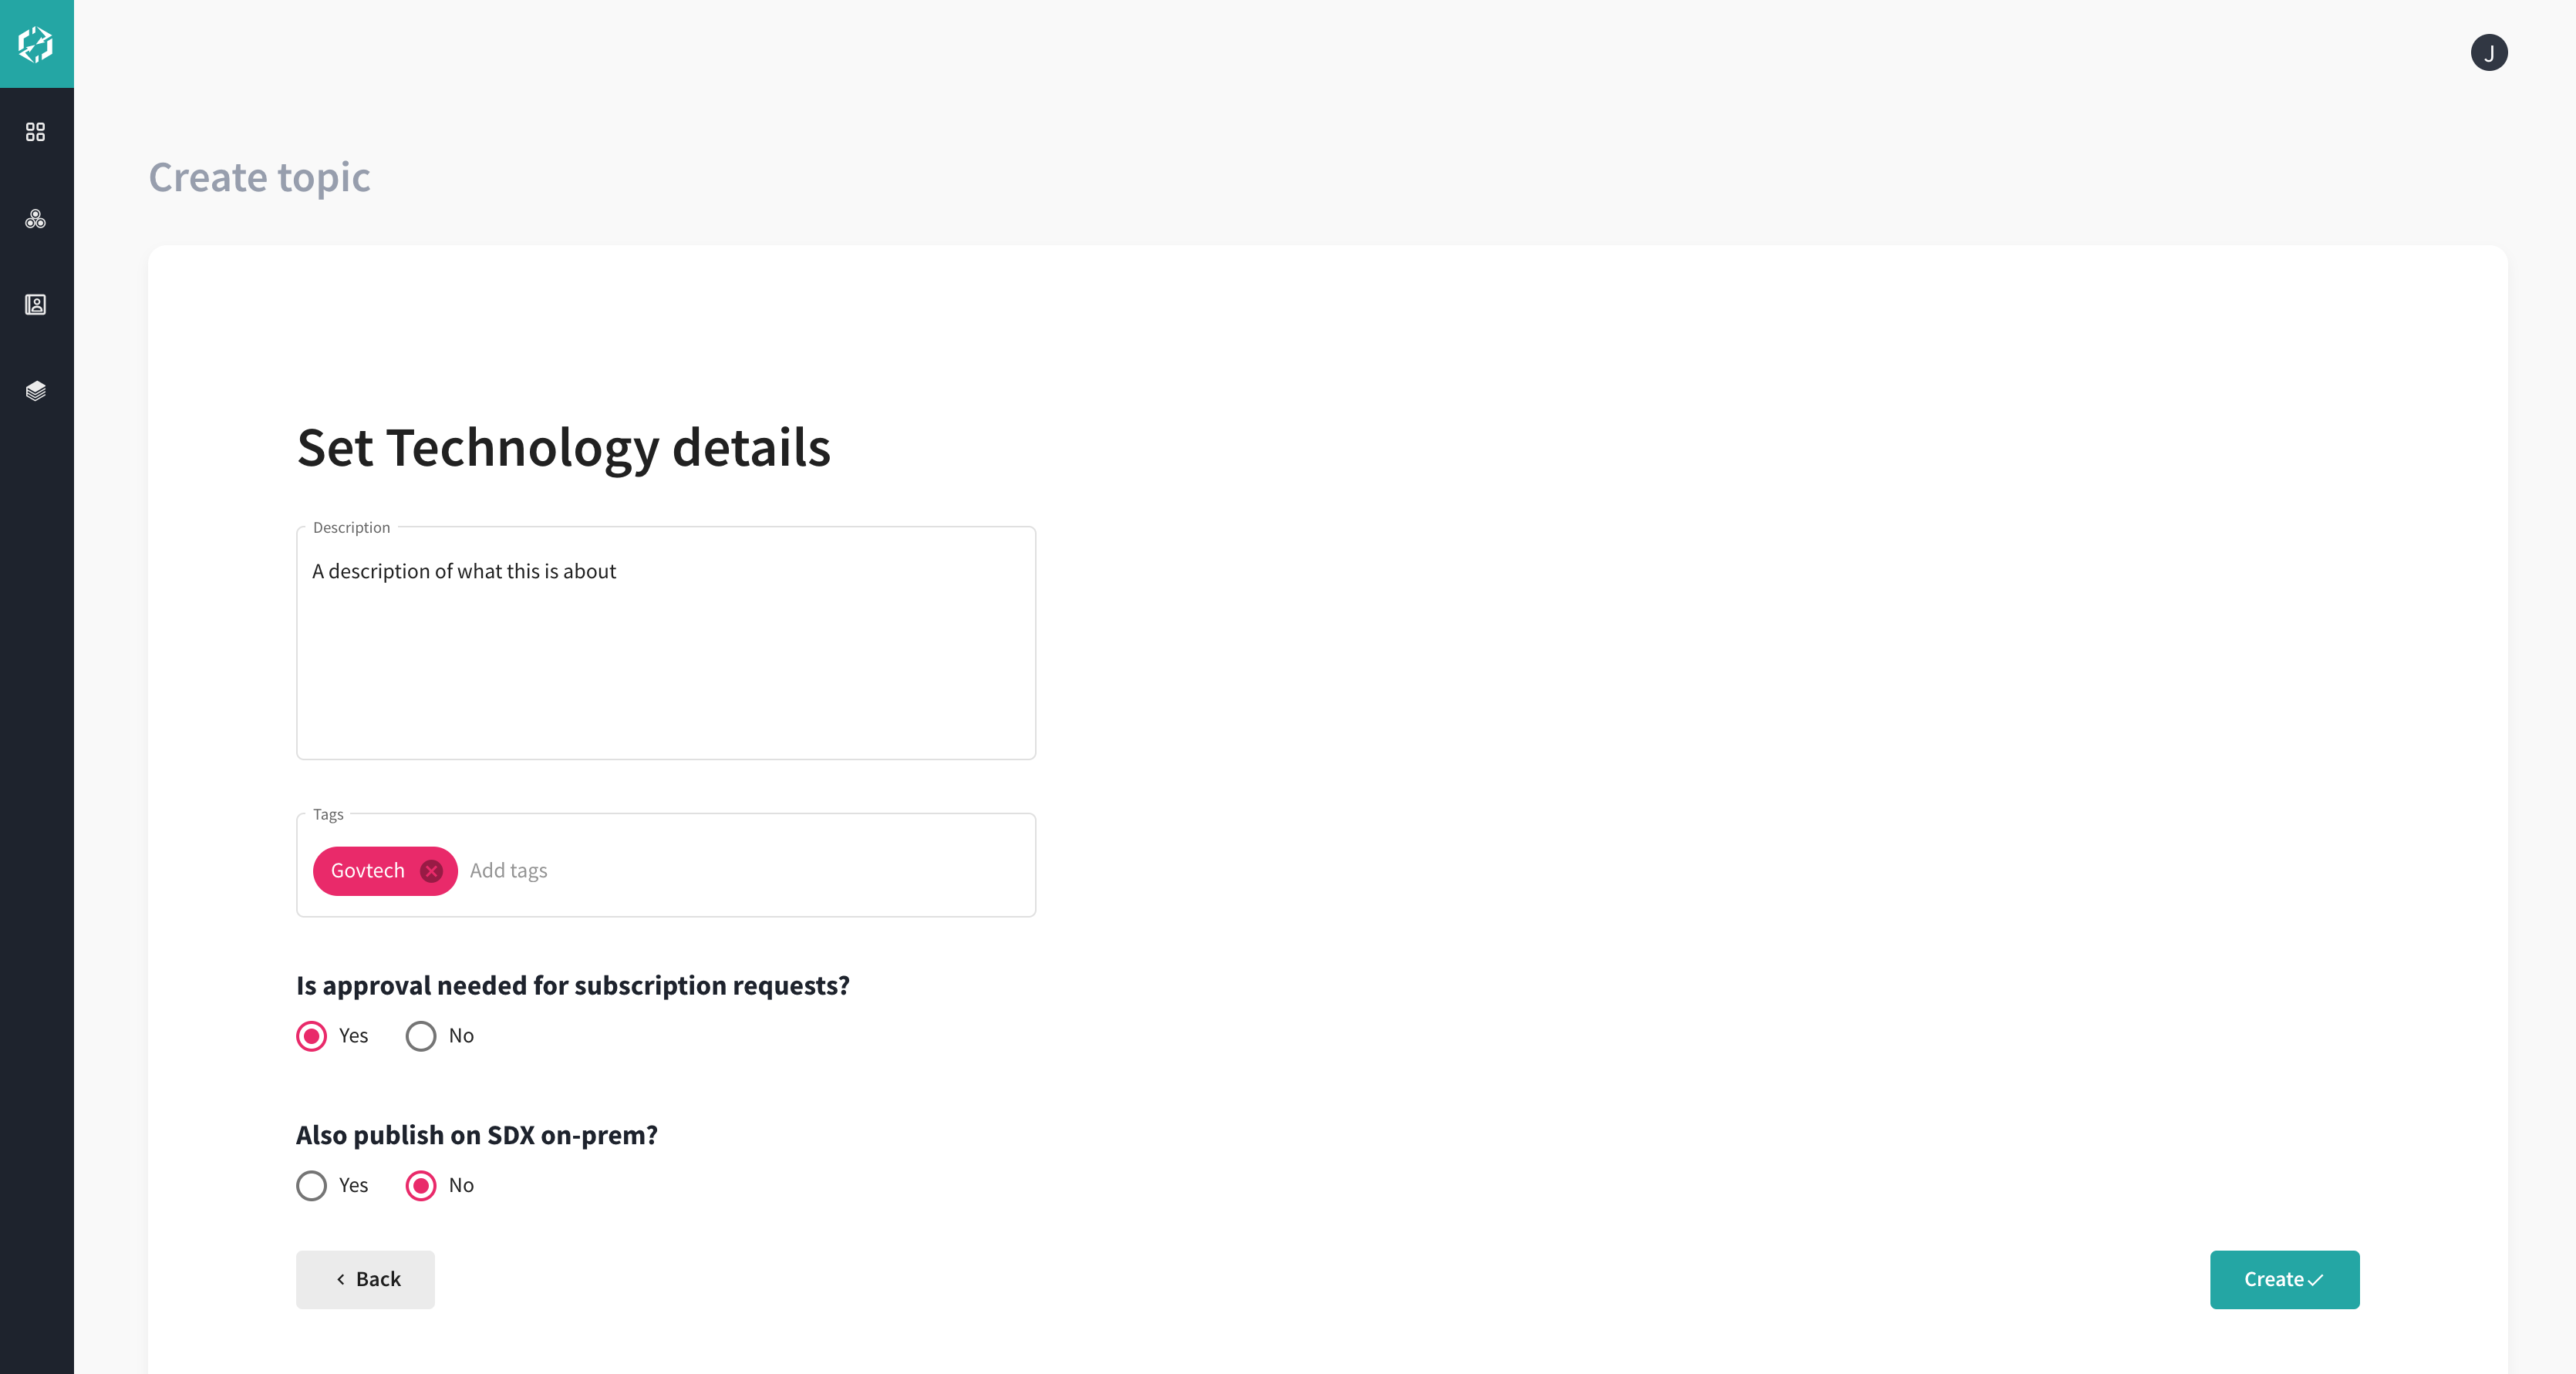 J
Create topic
Set Technology details
Description
A description of what this is about
Tags
Govtech
Add tags
Is approval needed for subscription requests?
Yes
No
Also publish on SDX on-prem?
Yes
No
Back
Create